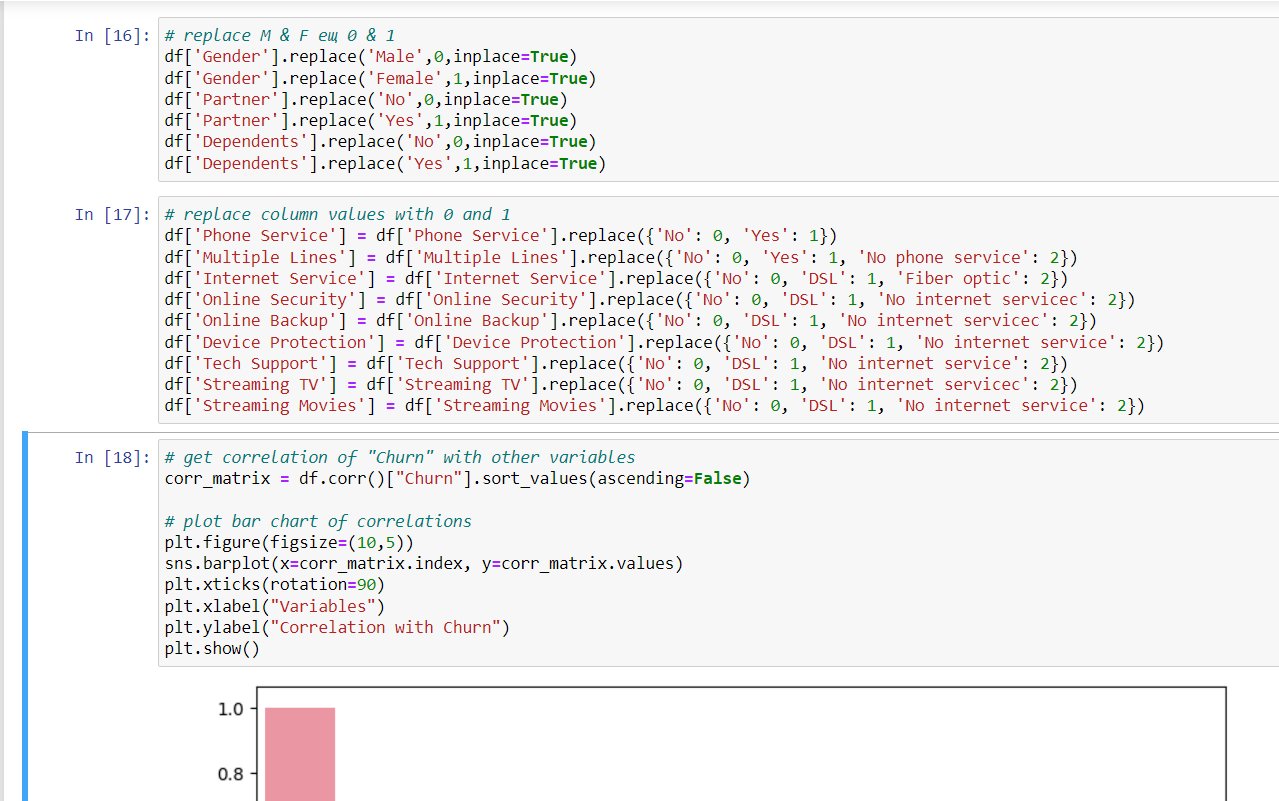 In [16]: # replace M & F ещ 0 & 1
df['Gender'].replace('Male',0,inplace=True)
df['Gender'].replace('Female',1,inplace=True)
df['Partner'].replace('No',0,inplace=True)
df['Partner'].replace('Yes',1,inplace=True)
df['Dependents'].replace('No',0,inplace=True)
df['Dependents'].replace('Yes',1,inplace=True)
In [17]: # replace column values with 0 and 1
df['Phone Service'] = df['Phone Service'].replace({'No': 0, 'Yes': 1})
df['Multiple Lines'] = df['Multiple Lines'].replace({'No': 0, 'Yes': 1, 'No phone service': 2})
df['Internet Service'] = df['Internet Service'].replace({'No': 0, 'DSL': 1, 'Fiber optic': 2})
df['Online Security'] = df['Online Security'].replace({'No': 0, 'DSL': 1, 'No internet servicec': 2})
df['Online Backup'] = df['Online Backup'].replace({'No': 0, 'DSL': 1, 'No internet servicec': 2})
df['Device Protection'] = df['Device Protection'].replace({'No': 0, 'DSL': 1, 'No internet service': 2})
df['Tech Support'] = df['Tech Support'].replace({'No': 0, 'DSL': 1, 'No internet service': 2})
df['Streaming TV'] = df['Streaming TV'].replace({'No': 0, 'DSL': 1, 'No internet servicec': 2})
df['Streaming Movies'] = df['Streaming Movies'].replace({'No': 0, 'DSL': 1, 'No internet service': 2})
In [18]: # get correlation of "Churn" with other variables
corr_matrix = df.corr()["Churn"].sort_values(ascending=False)
# plot bar chart of correlations
plt.figure(figsize=(10,5))
sns.barplot(x=corr_matrix.index, y=corr_matrix.values)
plt.xticks(rotation=90)
plt.xlabel("Variables")
plt.ylabel("Correlation with Churn")
plt.show()
1.0
0.8